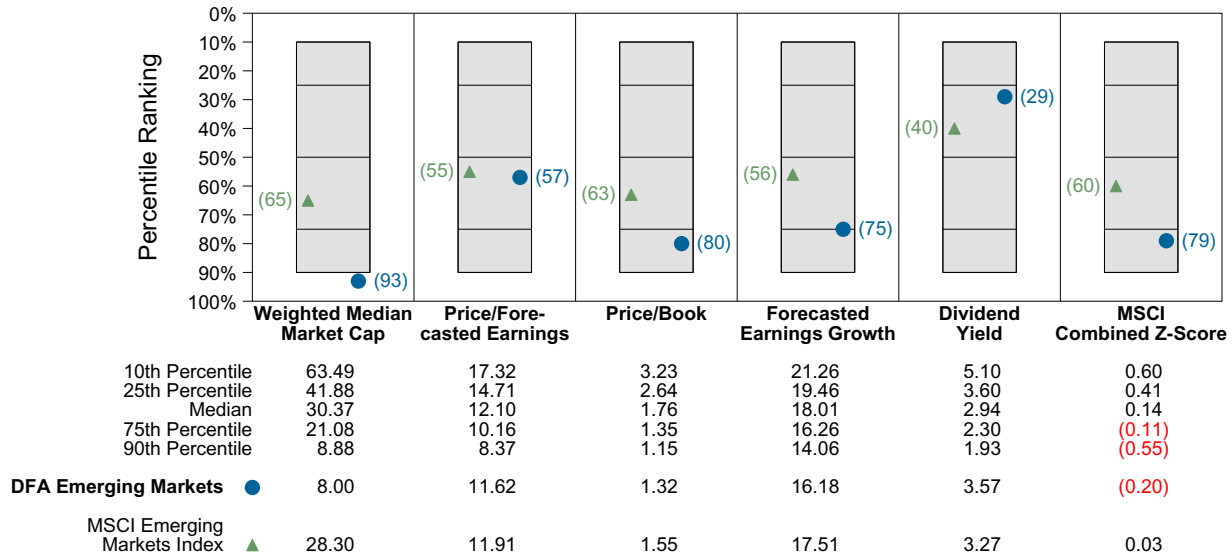 0%
10%
20%
30%
40%
50%
60%
70%
80%
90%
100%
Percentile Ranking
(65)
(93)
(55)
(57)
(63)
(80)
(56)
(75)
(40)
(29)
(60)
(79)
Weighted Median
Market Cap
Price/Fore-
casted Earnings
Price/Book
Forecasted
Earnings Growth
Dividend
Yield
MSCI
Combined Z-Score
10th Percentile 63.49 17.32 3.23 21.26 5.10 0.60
25th Percentile 41.88 14.71 2.64 19.46 3.60 0.41
Median 30.37 12.10 1.76 18.01 2.94 0.14
75th Percentile 21.08 10.16 1.35 16.26 2.30 (0.11)
90th Percentile 8.88 8.37 1.15 14.06 1.93 (0.55)
DFA Emerging Markets 8.00 11.62 1.32 16.18 3.57 (0.20)
MSCI Emerging
Markets Index 28.30 11.91 1.55 17.51 3.27 0.03